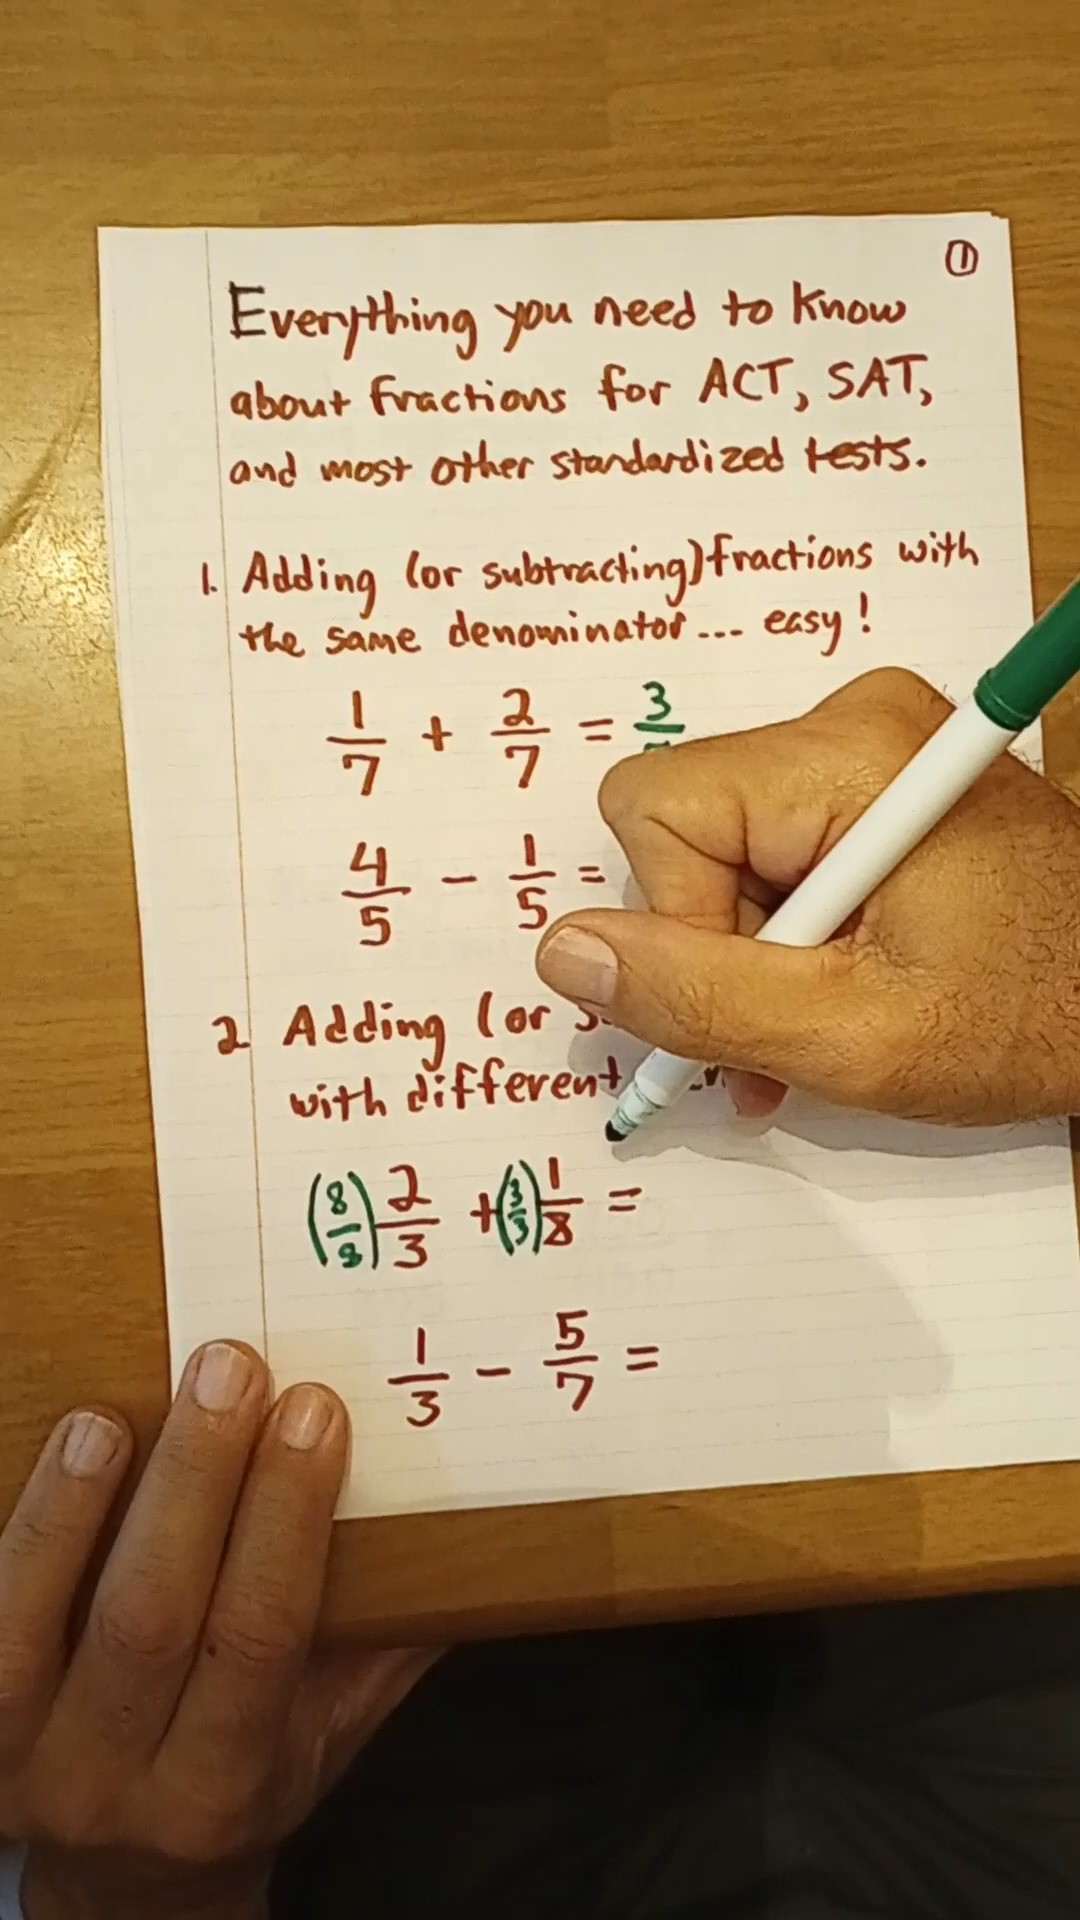 ①
Everything you need to know
about fractions for ACT, SAT,
and most other standardized tests.
1. Adding (or subtracting) fractions with
the same denominator... easy!
1/7 + 2/7 = 3/
4/5 - 1/5 =
2 Adding (or
with different
(8/8) 2/3 + (3/3) 1/8 =
1/3 - 5/7 =